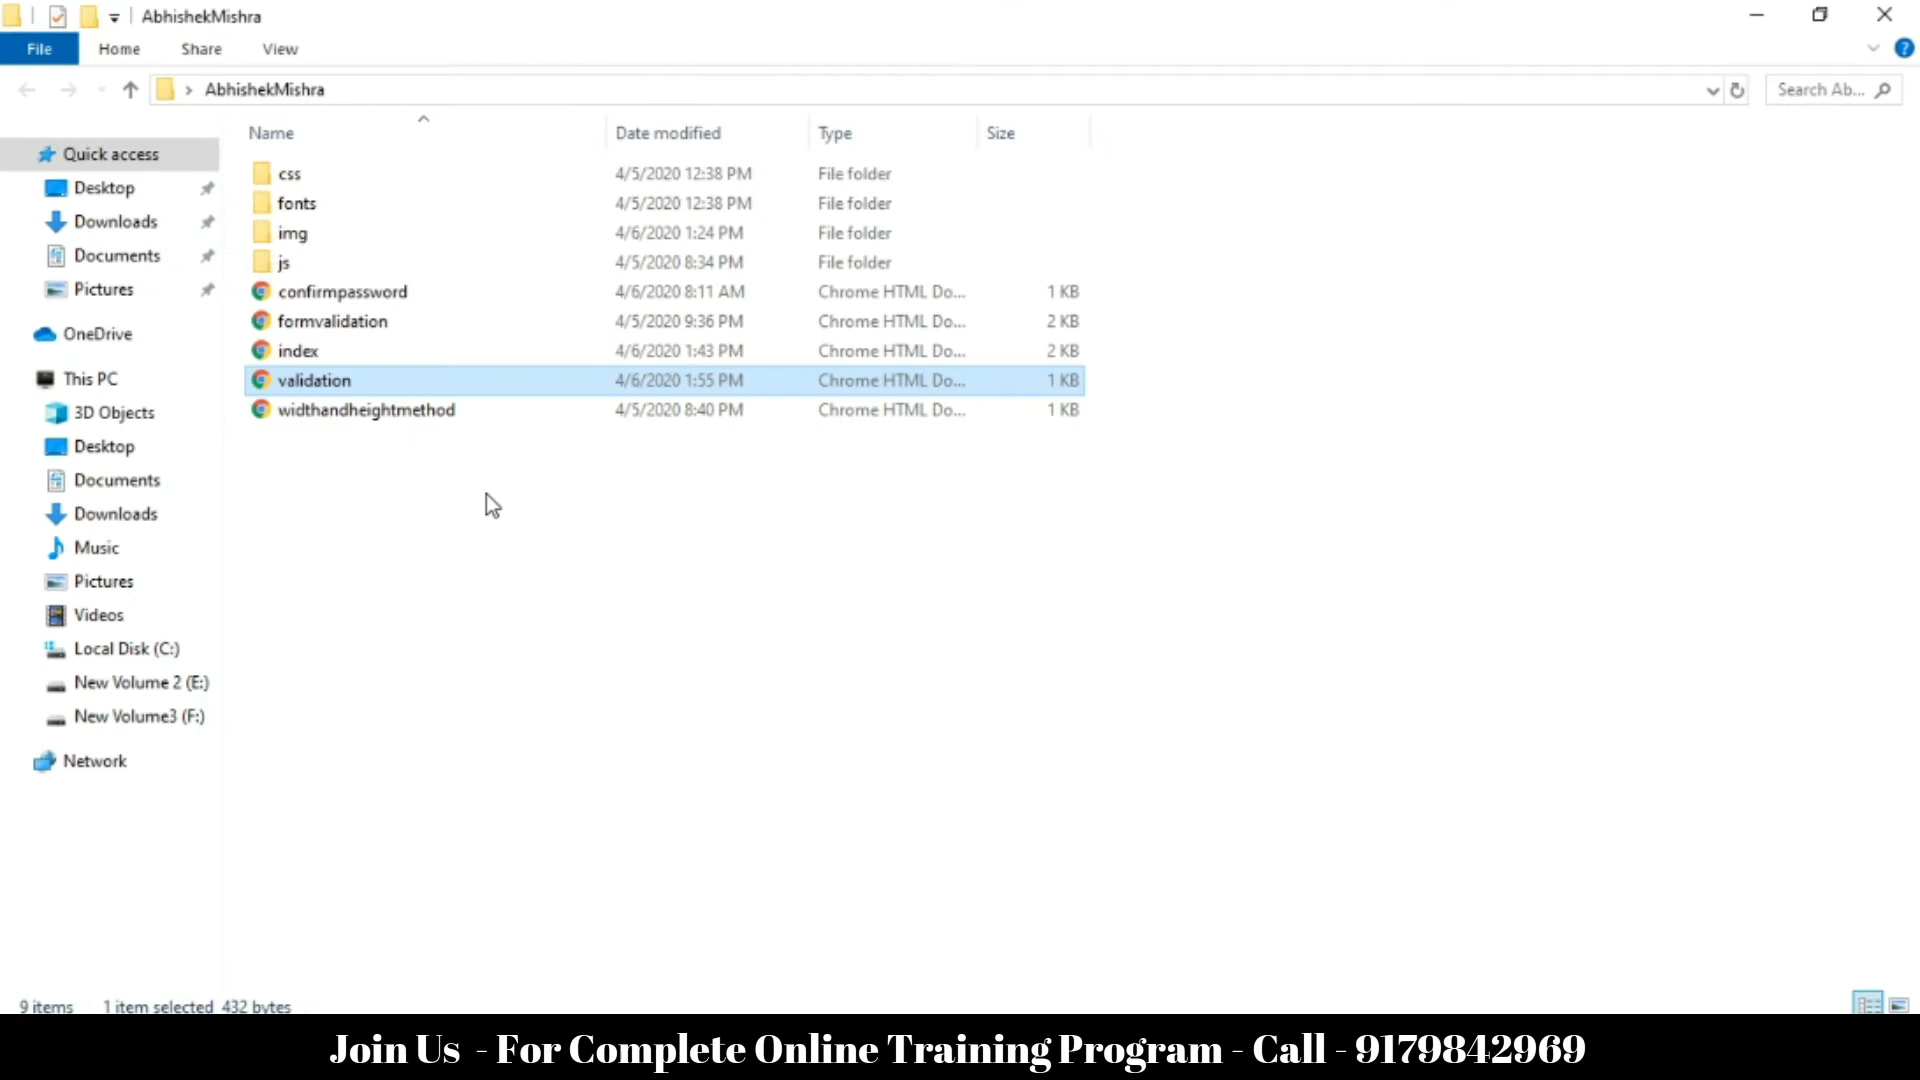 AbhishekMishra
File Home Share View
AbhishekMishra
Search Ab...
Name Date modified Type Size
Quick access
Desktop
Downloads
Documents
Pictures
OneDrive
This PC
3D Objects
Desktop
Documents
Downloads
Music
Pictures
Videos
Local Disk (C:)
New Volume 2 (E:)
New Volume3 (F:)
Network
css 4/5/2020 12:38 PM File folder
fonts 4/5/2020 12:38 PM File folder
img 4/6/2020 1:24 PM File folder
js 4/5/2020 8:34 PM File folder
confirmpassword 4/6/2020 8:11 AM Chrome HTML Do... 1 KB
formvalidation 4/5/2020 9:36 PM Chrome HTML Do... 2 KB
index 4/6/2020 1:43 PM Chrome HTML Do... 2 KB
validation 4/6/2020 1:55 PM Chrome HTML Do... 1 KB
widthandheightmethod 4/5/2020 8:40 PM Chrome HTML Do... 1 KB
9 items 1 item selected 432 bytes
Join Us - For Complete Online Training Program - Call - 9179842969